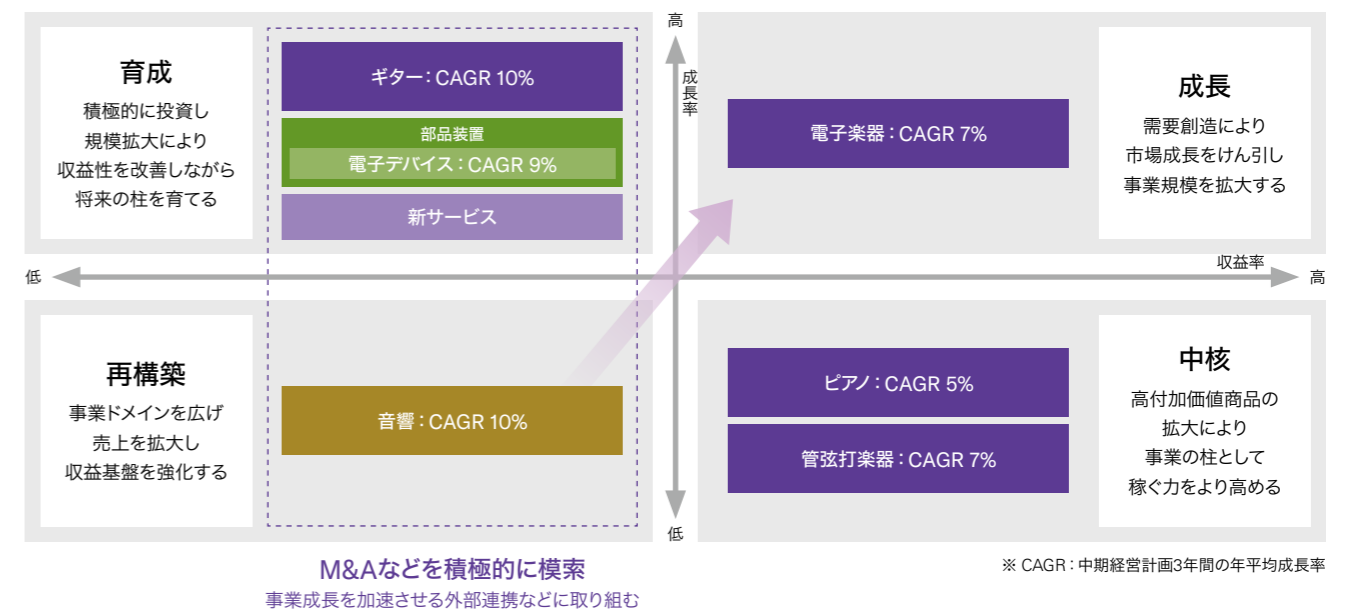 育成
積極的に投資し
規模拡大により
収益性を改善しながら
将来の柱を育てる
ギター：CAGR 10%
部品装置
電子デバイス：CAGR 9%
新サービス
高
成長率
電子楽器：CAGR 7%
成長
需要創造により
市場成長をけん引し
事業規模を拡大する
低
収益率
高
再構築
事業ドメインを広げ
売上を拡大し
収益基盤を強化する
音響：CAGR 10%
ピアノ：CAGR 5%
管弦打楽器：CAGR 7%
中核
高付加価値商品の
拡大により
事業の柱として
稼ぐ力をより高める
低
M&Aなどを積極的に模索
事業成長を加速させる外部連携などに取り組む
※ CAGR：中期経営計画3年間の年平均成長率